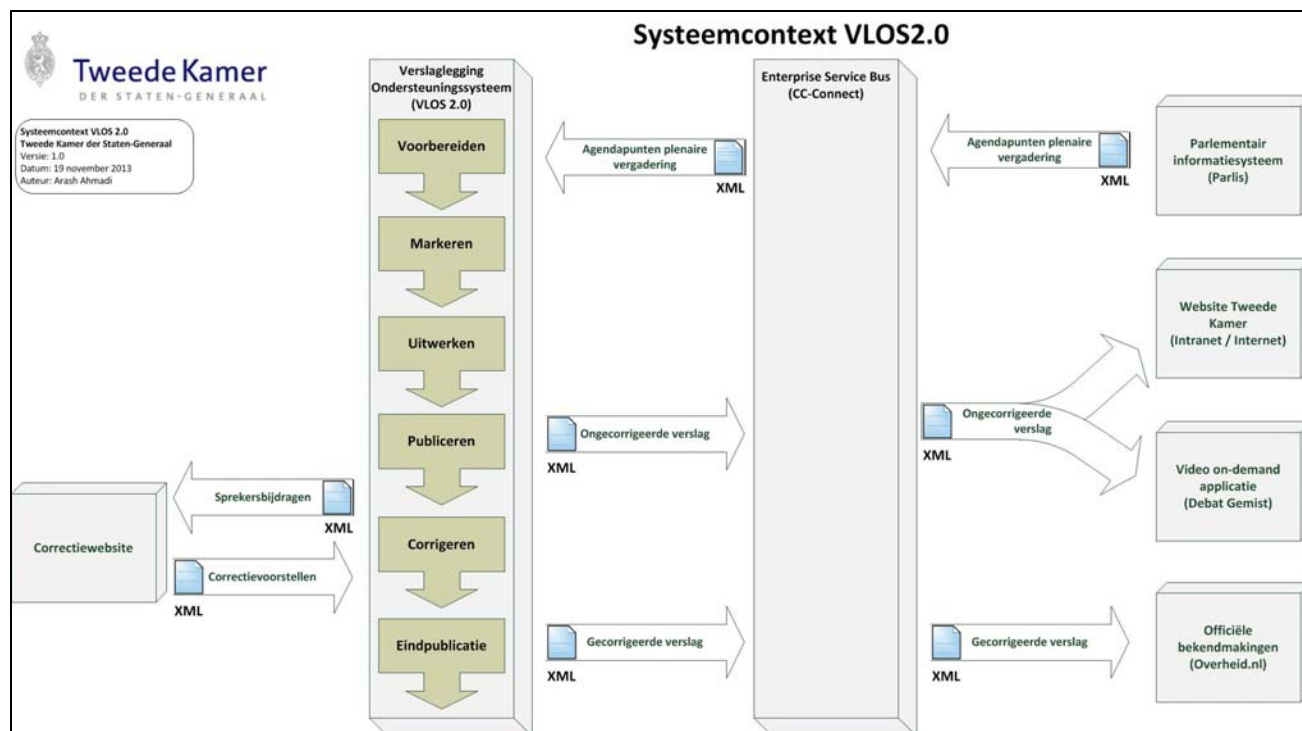 Systeemcontext VLOS2.0
Tweede Kamer
DER STATEN-GENERAAL
Systeemcontext VLOS 2.0
Tweede Kamer der Staten-Generaal
Versie: 1.0
Datum: 19 november 2013
Auteur: Arash Ahmadi
Verslaglegging
Ondersteuningssysteem
(VLOS 2.0)
Voorbereiden
Markeren
Uitwerken
Publiceren
Corrigeren
Eindpublicatie
Enterprise Service Bus
(CC-Connect)
Agendapunten plenaire
vergadering
XML
Agendapunten plenaire
vergadering
XML
Parlementair
informatiesysteem
(Parlis)
Website Tweede
Kamer
(Intranet / Internet)
Ongecorrigeerde verslag
XML
Ongecorrigeerde
verslag
XML
Video on-demand
applicatie
(Debat Gemist)
Sprekersbijdragen
XML
Correctiewebsite
Correctievoorstellen
XML
Gecorrigeerde verslag
XML
Gecorrigeerde verslag
XML
Officiële
bekendmakingen
(Overheid.nl)